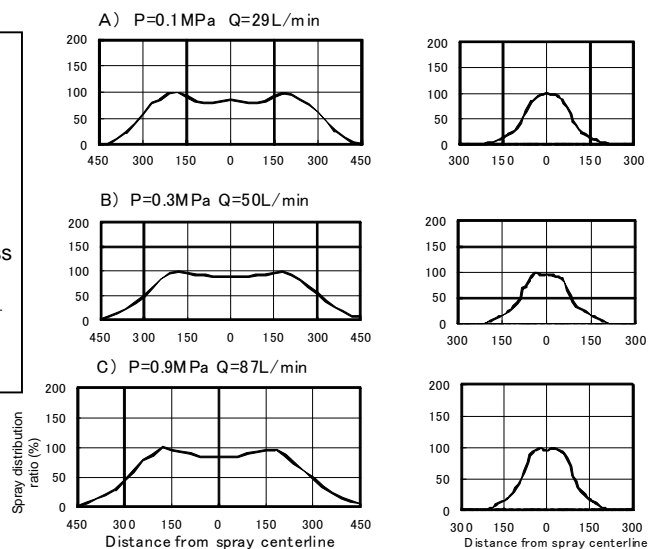 A) P=0.1MPa Q=29L/min
200
150
100
50
0
450 300 150 0 150 300 450
200
150
100
50
0
300 150 0 150 300
B) P=0.3MPa Q=50L/min
ss
200
150
100
50
0
450 300 150 0 150 300 450
200
150
100
50
0
300 150 0 150 300
C) P=0.9MPa Q=87L/min
Spray distribution
ratio (%)
200
150
100
50
0
450 300 150 0 150 300 450
Distance from spray centerline
200
150
100
50
0
300 150 0 150 300
Distance from spray centerline